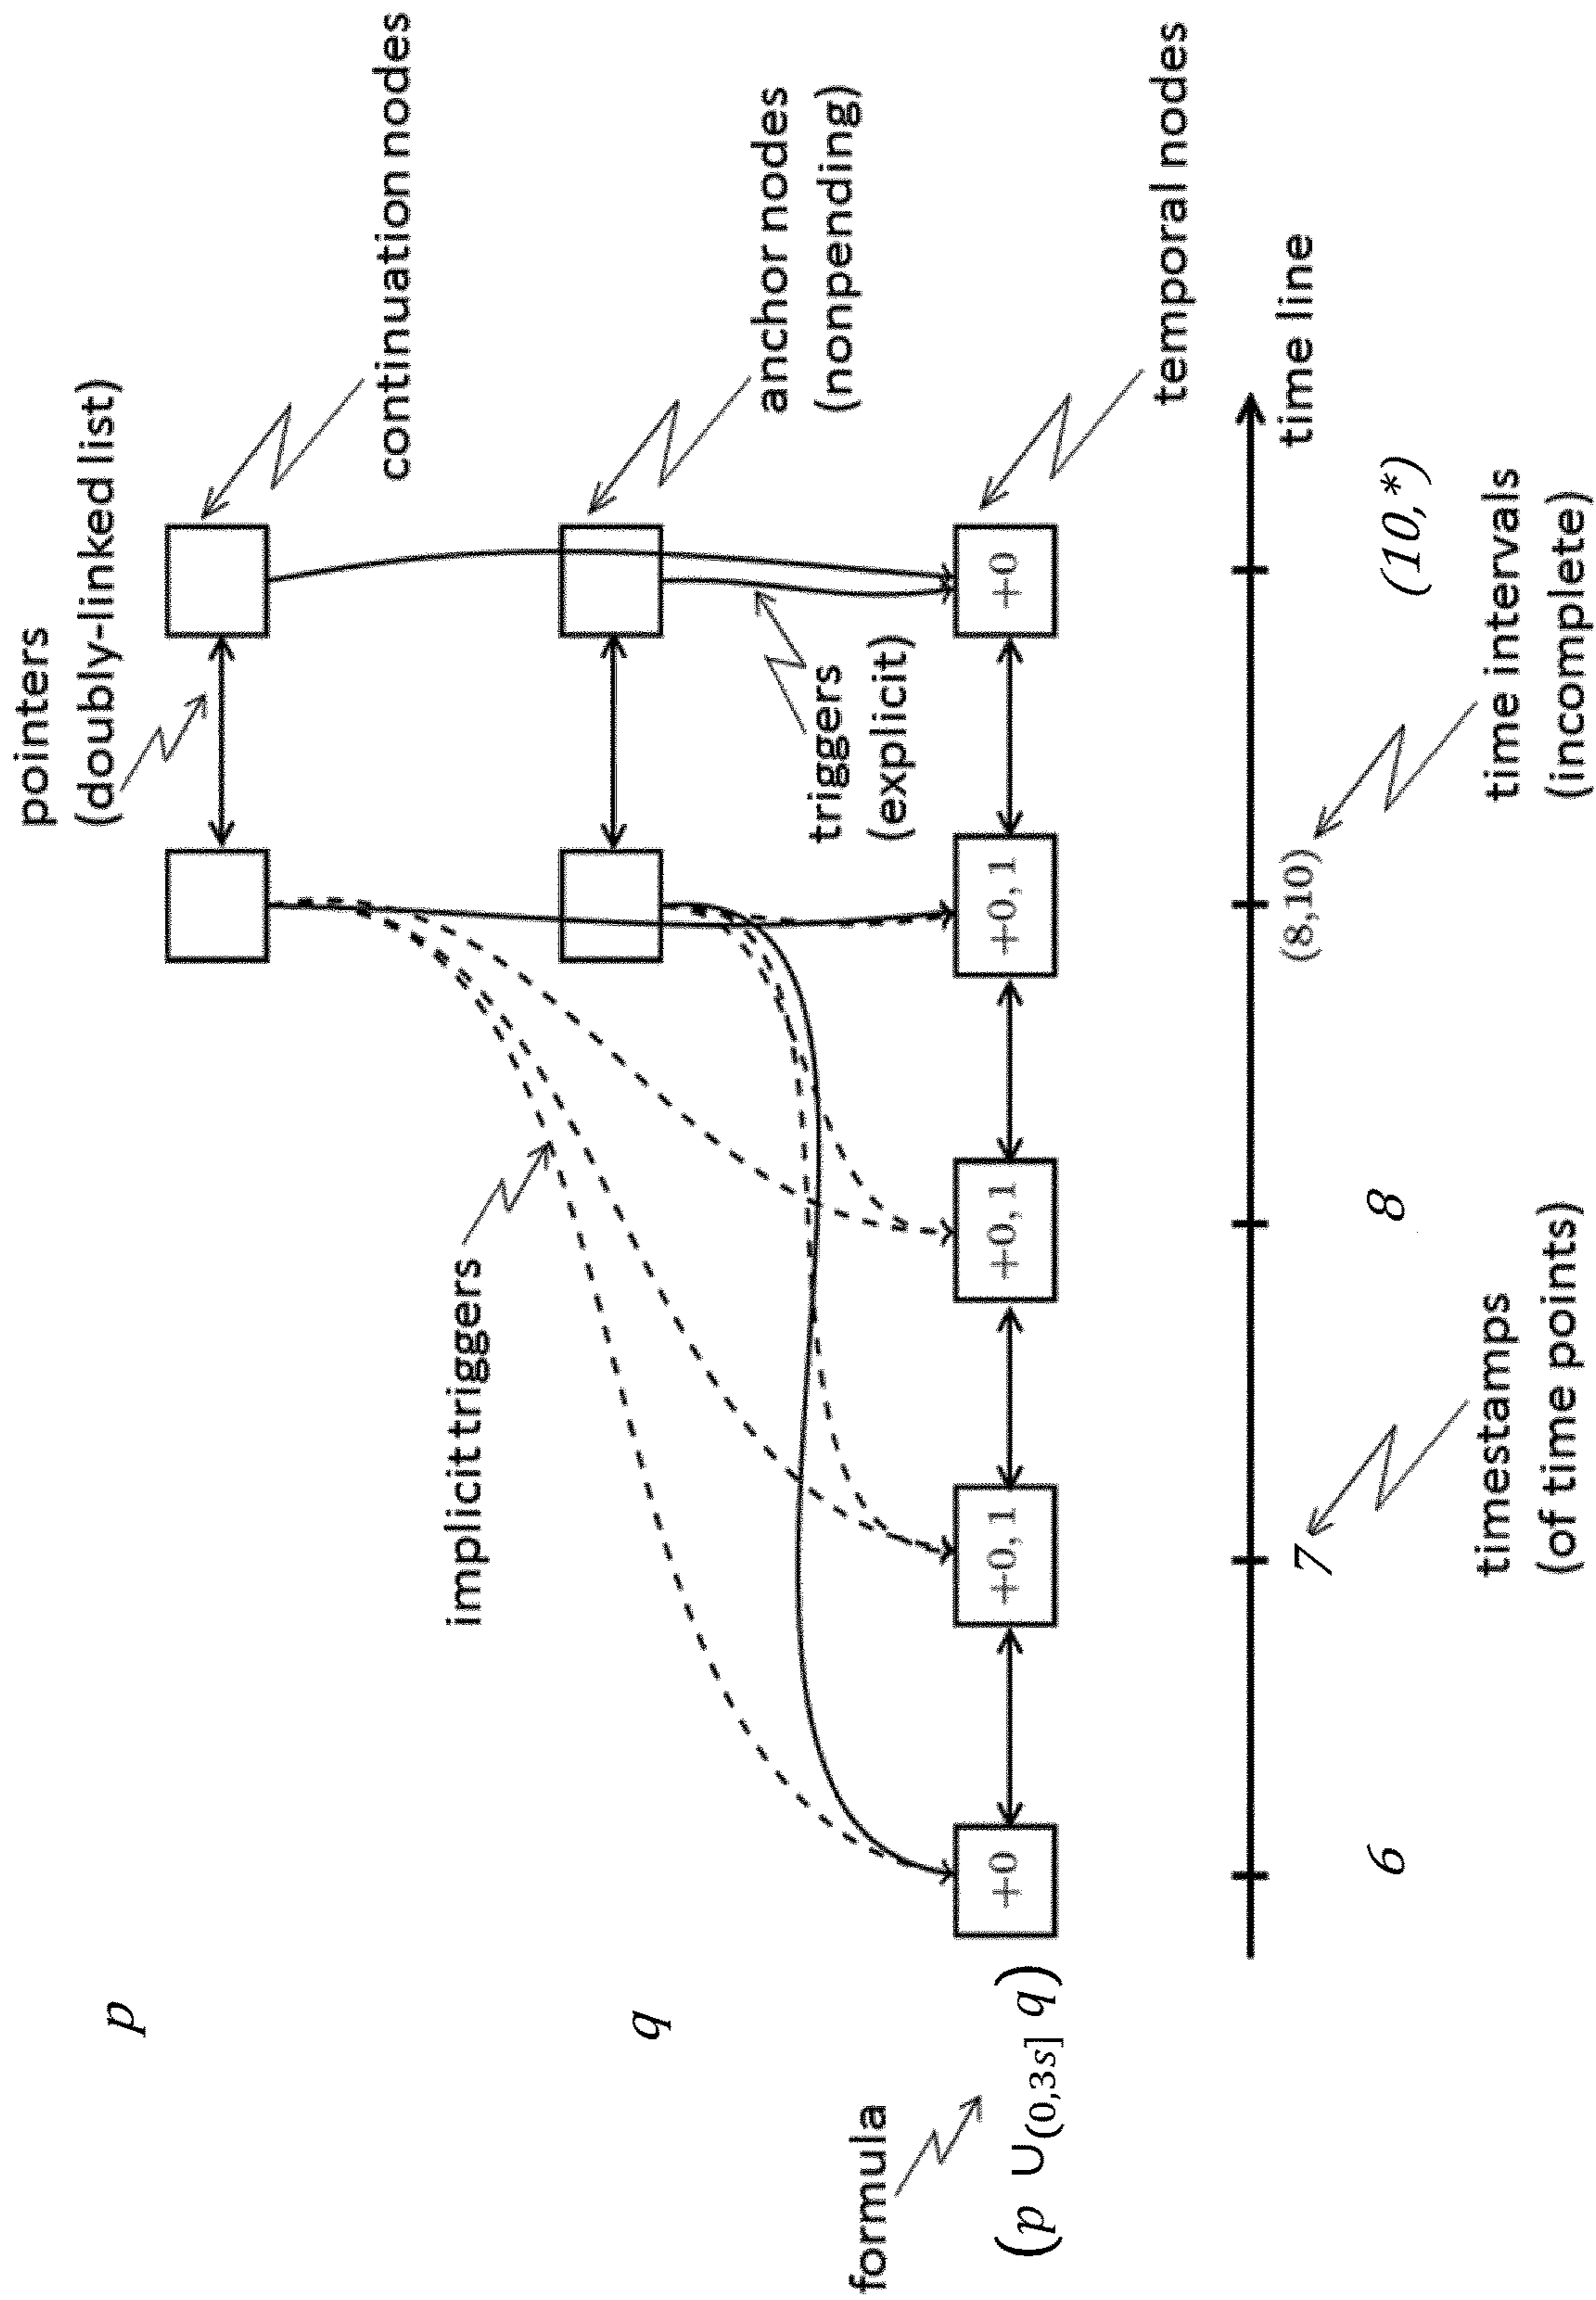 pointers
(doubly-linked list)
p
continuation nodes
implicit triggers
q
anchor nodes
(nonpending)
triggers
(explicit)
formula
(p ∪(0,3s] q)
+0
+0, 1
+0, 1
+0, 1
+0
temporal nodes
time line
6
7
8
(8,10)
(10,*)
timestamps
(of time points)
time intervals
(incomplete)